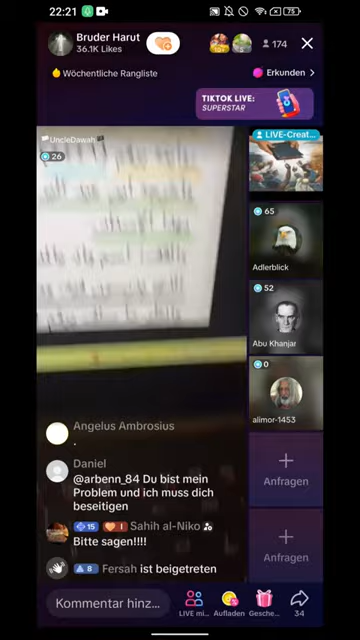 22:21
75
Bruder Harut
36.1K Likes
174
Wöchentliche Rangliste
Erkunden
TIKTOK LIVE:
SUPERSTAR
UncleDawah
26
LIVE-Creat...
65
Adlerblick
52
Abu Khanjar
0
alimor-1453
Anfragen
Anfragen
Angelus Ambrosius
.
Daniel
@arbenn_84 Du bist mein
Problem und ich muss dich
beseitigen
15 I Sahih al-Niko
Bitte sagen!!!!
8 Fersah ist beigetreten
Kommentar hinz...
LIVE mi...
Aufladen
Gesche...
34